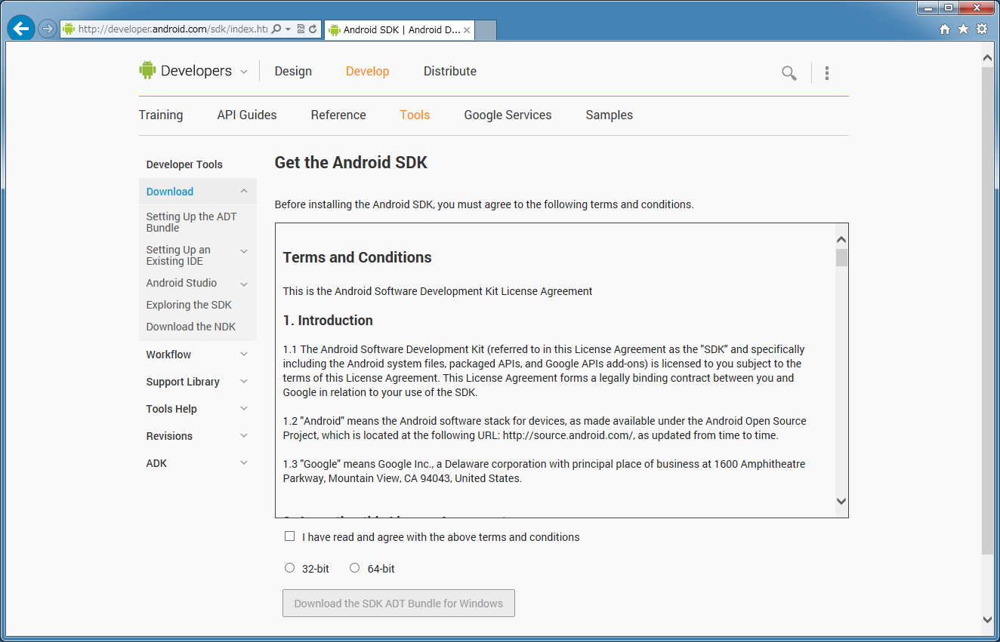 http://developer.android.com/sdk/index.ht
Android SDK | Android D...
Developers
Design
Develop
Distribute
Training
API Guides
Reference
Tools
Google Services
Samples
Developer Tools
Download
Setting Up the ADT
Bundle
Setting Up an
Existing IDE
Android Studio
Exploring the SDK
Download the NDK
Workflow
Support Library
Tools Help
Revisions
ADK
Get the Android SDK
Before installing the Android SDK, you must agree to the following terms and conditions.
Terms and Conditions
This is the Android Software Development Kit License Agreement
1. Introduction
1.1 The Android Software Development Kit (referred to in this License Agreement as the "SDK" and specifically
including the Android system files, packaged APIs, and Google APIs add-ons) is licensed to you subject to the
terms of this License Agreement. This License Agreement forms a legally binding contract between you and
Google in relation to your use of the SDK.
1.2 "Android" means the Android software stack for devices, as made available under the Android Open Source
Project, which is located at the following URL: http://source.android.com/, as updated from time to time.
1.3 "Google" means Google Inc., a Delaware corporation with principal place of business at 1600 Amphitheatre
Parkway, Mountain View, CA 94043, United States.
I have read and agree with the above terms and conditions
32-bit
64-bit
Download the SDK ADT Bundle for Windows